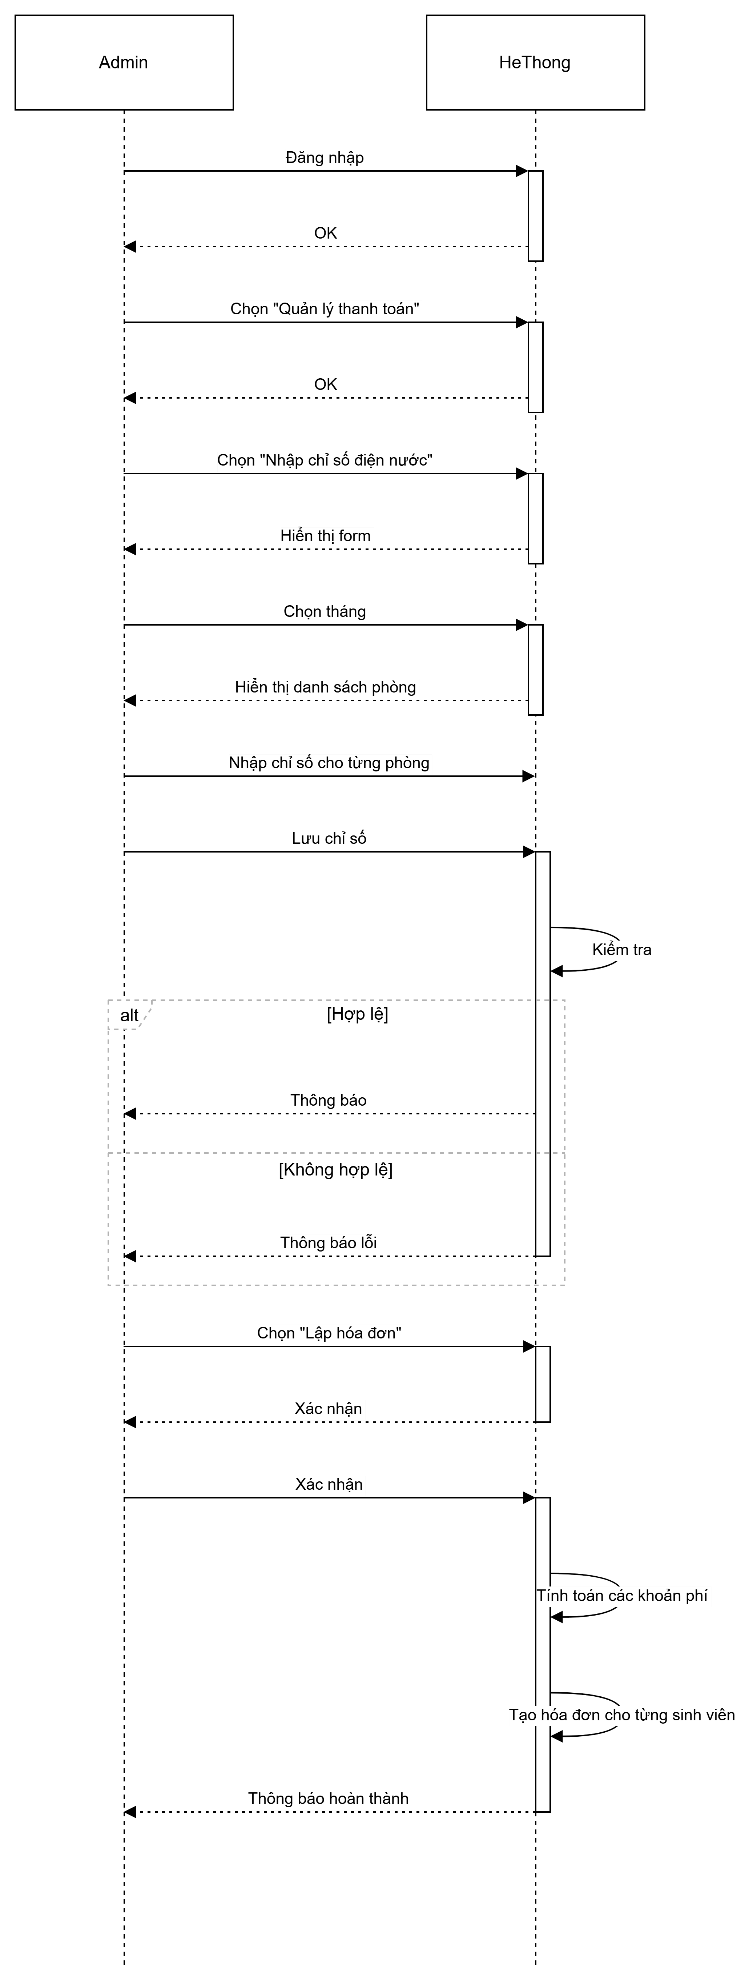 Admin
HeThong
Đăng nhập
OK
Chọn "Quản lý thanh toán"
OK
Chọn "Nhập chỉ số điện nước"
Hiển thị form
Chọn tháng
Hiển thị danh sách phòng
Nhập chỉ số cho từng phòng
Lưu chỉ số
Kiểm tra
alt
[Hợp lệ]
Thông báo
[Không hợp lệ]
Thông báo lỗi
Chọn "Lập hóa đơn"
Xác nhận
Xác nhận
Tính toán các khoản phí
Tạo hóa đơn cho từng sinh viên
Thông báo hoàn thành